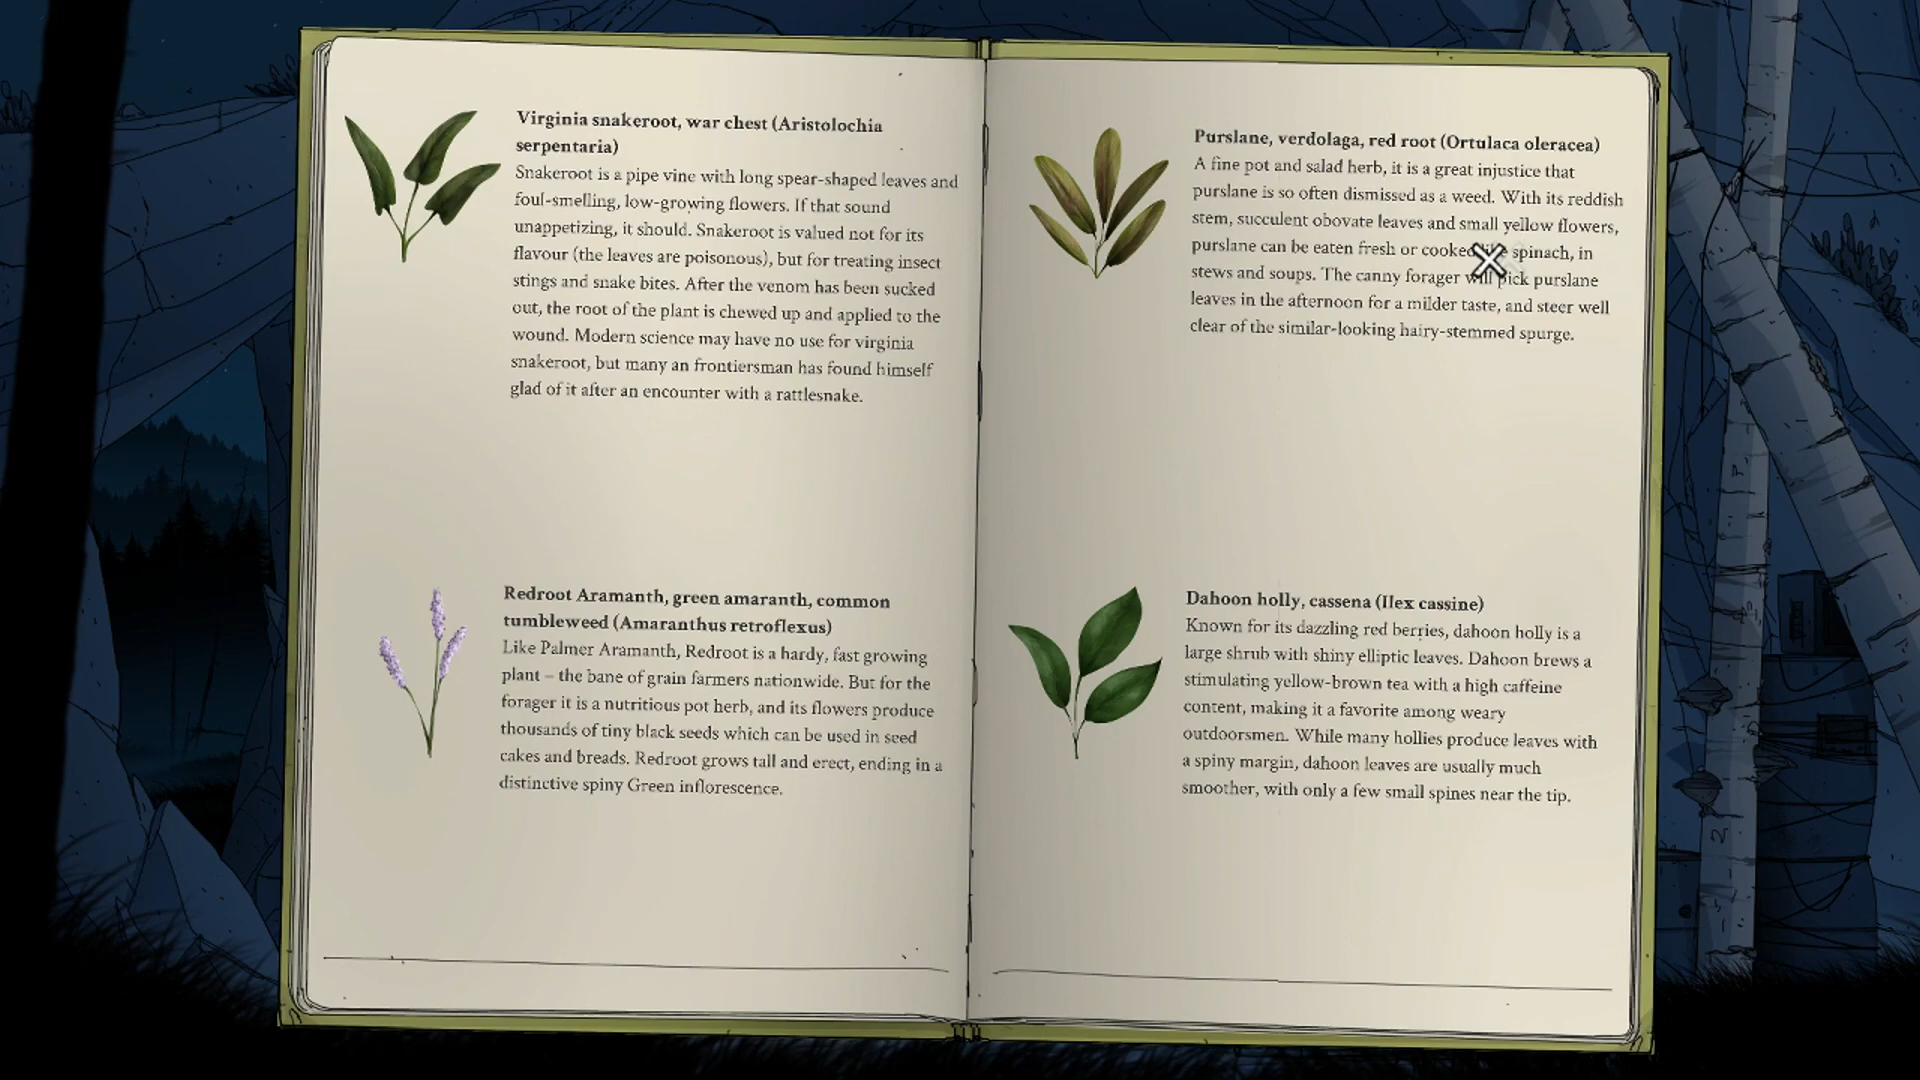 Virginia snakeroot, war chest (Aristolochia
serpentaria)
Snakeroot is a pipe vine with long spear-shaped leaves and
foul-smelling, low-growing flowers. If that sound
unappetizing, it should. Snakeroot is valued not for its
flavour (the leaves are poisonous), but for treating insect
stings and snake bites. After the venom has been sucked
out, the root of the plant is chewed up and applied to the
wound. Modern science may have no use for virginia
snakeroot, but many an frontiersman has found himself
glad of it after an encounter with a rattlesnake.
Redroot Aramanth, green amaranth, common
tumbleweed (Amaranthus retroflexus)
Like Palmer Aramanth, Redroot is a hardy, fast growing
plant – the bane of grain farmers nationwide. But for the
forager it is a nutritious pot herb, and its flowers produce
thousands of tiny black seeds which can be used in seed
cakes and breads. Redroot grows tall and erect, ending in a
distinctive spiny Green inflorescence.
Purslane, verdolaga, red root (Ortulaca oleracea)
A fine pot and salad herb, it is a great injustice that
purslane is so often dismissed as a weed. With its reddish
stem, succulent obovate leaves and small yellow flowers,
purslane can be eaten fresh or cooked spinach, in
stews and soups. The canny forager will pick purslane
leaves in the afternoon for a milder taste, and steer well
clear of the similar-looking hairy-stemmed spurge.
Dahoon holly, cassena (Ilex cassine)
Known for its dazzling red berries, dahoon holly is a
large shrub with shiny elliptic leaves. Dahoon brews a
stimulating yellow-brown tea with a high caffeine
content, making it a favorite among weary
outdoorsmen. While many hollies produce leaves with
a spiny margin, dahoon leaves are usually much
smoother, with only a few small spines near the tip.